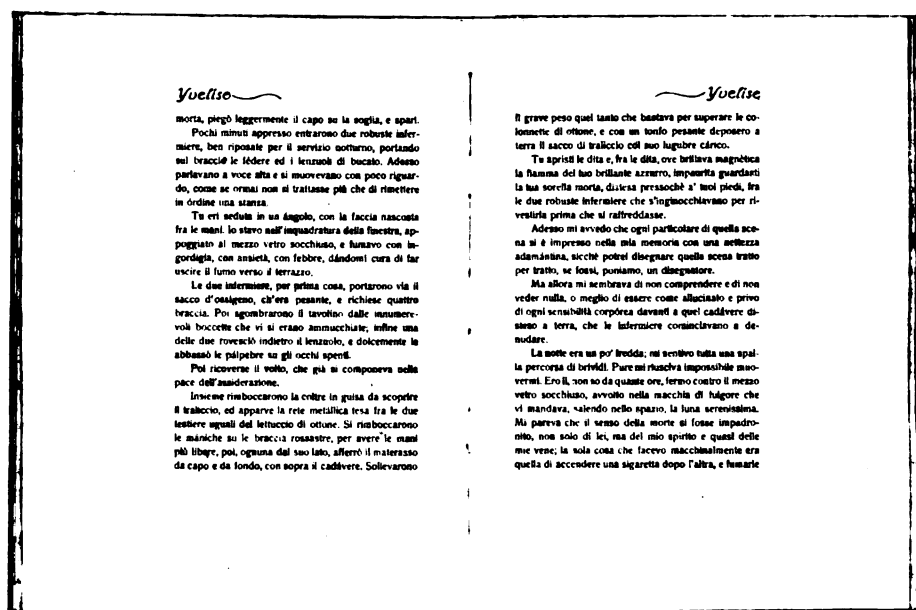 Yvelise
morta, piegò leggermente il capo su la soglia, e sparì.
Pochi minuti appresso entrarono due robuste infer-
miere, ben riposate per il servizio notturno, portando
sul braccio le fédere ed i lenzuoli di bucato. Adesso
parlavano a voce alta e si muovevano con poco riguar-
do, come se ormai non si trattasse più che di rimettere
in órdine una stanza.
Tu eri seduta in un ángolo, con la faccia nascosta
fra le mani. Io stavo nell'inquadratura della finestra, ap-
poggiato al mezzo vetro socchiuso, e fumavo con in-
gordigia, con ansietà, con febbre, dándomi cura di far
uscire il fumo verso il terrazzo.
Le due infermiere, per prima cosa, portarono via il
sacco d'ossigeno, ch'era pesante, e richiese quattro
braccia. Poi sgombrarono il tavolino dalle innumere-
voli boccette che vi si erano ammucchiate; infine una
delle due rovesciò indietro il lenzuolo, e dolcemente le
abbassò le pálpebre su gli occhi spenti.
Poi ricoverse il volto, che già si componeva nella
pace dell'assiderazione.
Insieme rimboccarono la coltre in guisa da scoprire
il traliccio, ed apparve la rete metállica tesa fra le due
testiere uguali del lettuccio di ottone. Si rimboccarono
le mániche su le braccia rossastre, per avere le mani
più libere, poi, ognuna dal suo lato, afferrò il materasso
da capo e da fondo, con sopra il cadávere. Sollevarono
Yvelise
il grave peso quel tanto che bastava per superare le co-
lonnette di ottone, e con un tonfo pesante deposero a
terra il sacco di traliccio col suo lugubre cárico.
Tu apristi le dita e, fra le dita, ove brillava magnética
la fiamma del tuo brillante azzurro, impaurita guardasti
la tua sorella morta, distesa pressochè a' tuoi piedi, fra
le due robuste infermiere che s'inginocchiavano per ri-
vestirla prima che si raffreddasse.
Adesso mi avvedo che ogni particolare di quella sce-
na si è impresso nella mia memoria con una nettezza
adamántina, sicchè potrei disegnare quella scena tratto
per tratto, se fossi, poniamo, un disegnatore.
Ma allora mi sembrava di non comprendere e di non
veder nulla, o meglio di essere come allucinato e privo
di ogni sensibilità corpórea davanti a quel cadávere di-
steso a terra, che le infermiere cominciavano a de-
nudare.
La notte era un po' fredda; mi sentivo tutta una spal-
la percorsa di brividi. Pure mi riusciva impossibile muo-
vermi. Ero lì, non so da quante ore, fermo contro il mezzo
vetro socchiuso, avvolto nella macchia di fulgore che
vi mandava, salendo nello spazio, la luna serenissima.
Mi pareva che il senso della morte si fosse impadro-
nito, non solo di lei, ma del mio spirito e quasi delle
mie vene; la sola cosa che facevo macchinalmente era
quella di accendere una sigaretta dopo l'altra, e fumarle